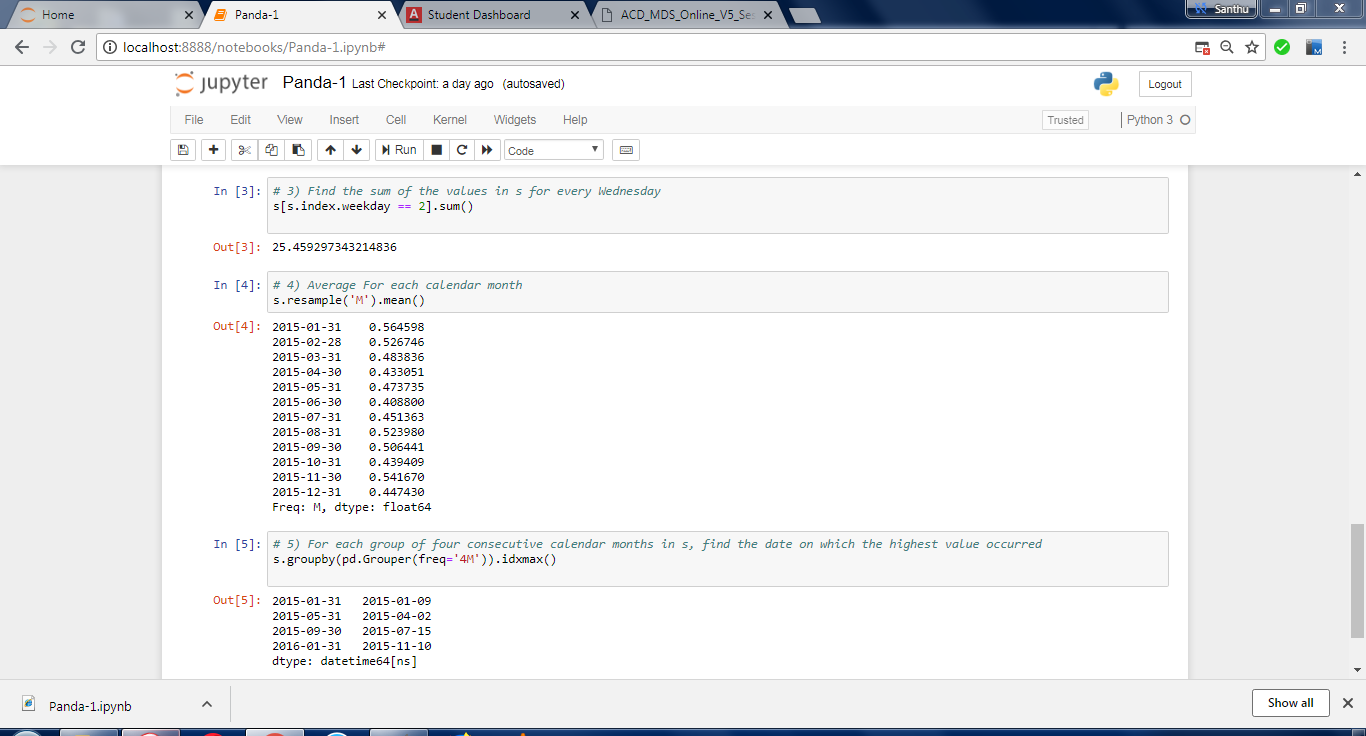 Home
Panda-1
Student Dashboard
ACD_MDS_Online_V5_Se
Santhu
localhost:8888/notebooks/Panda-1.ipynb#
jupyter Panda-1 Last Checkpoint: a day ago (autosaved)
Logout
File Edit View Insert Cell Kernel Widgets Help
Trusted
Python 3
Run
Code
In [3]: # 3) Find the sum of the values in s for every Wednesday
s[s.index.weekday == 2].sum()
Out[3]: 25.459297343214836
In [4]: # 4) Average For each calendar month
s.resample('M').mean()
Out[4]: 2015-01-31 0.564598
2015-02-28 0.526746
2015-03-31 0.483836
2015-04-30 0.433051
2015-05-31 0.473735
2015-06-30 0.408800
2015-07-31 0.451363
2015-08-31 0.523980
2015-09-30 0.506441
2015-10-31 0.439409
2015-11-30 0.541670
2015-12-31 0.447430
Freq: M, dtype: float64
In [5]: # 5) For each group of four consecutive calendar months in s, find the date on which the highest value occurred
s.groupby(pd.Grouper(freq='4M')).idxmax()
Out[5]: 2015-01-31 2015-01-09
2015-05-31 2015-04-02
2015-09-30 2015-07-15
2016-01-31 2015-11-10
dtype: datetime64[ns]
Panda-1.ipynb
Show all